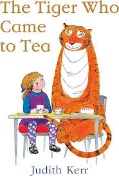 The Tiger Who
Came to Tea
Judith Kerr